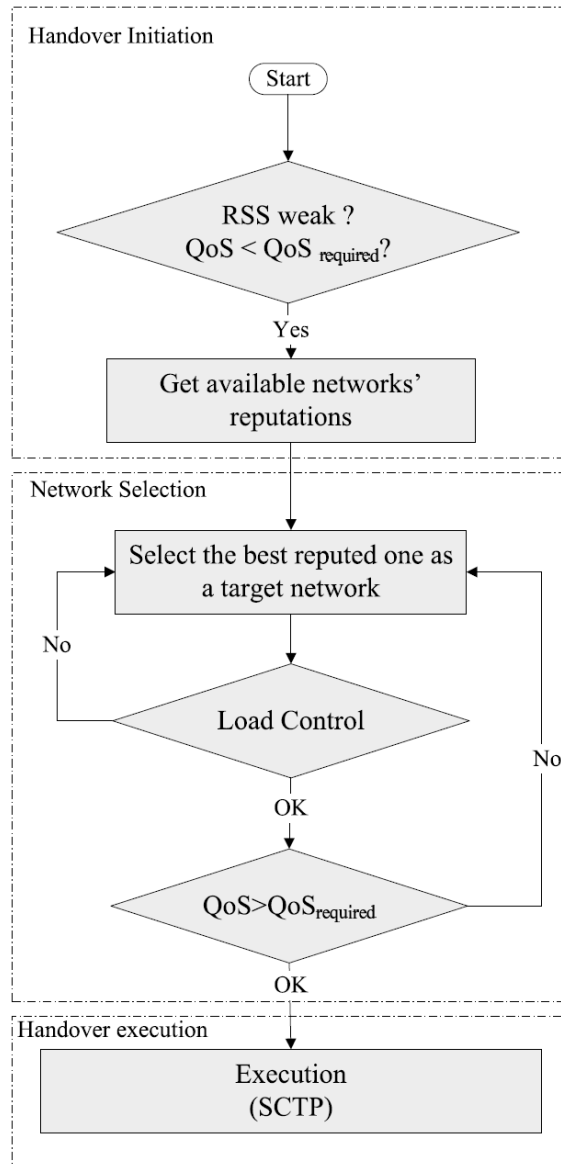 Handover Initiation
Start
RSS weak ?
QoS < QoS required?
Yes
Get available networks’
reputations
Network Selection
Select the best reputed one as
a target network
No
Load Control
No
OK
QoS>QoSrequired
OK
Handover execution
Execution
(SCTP)